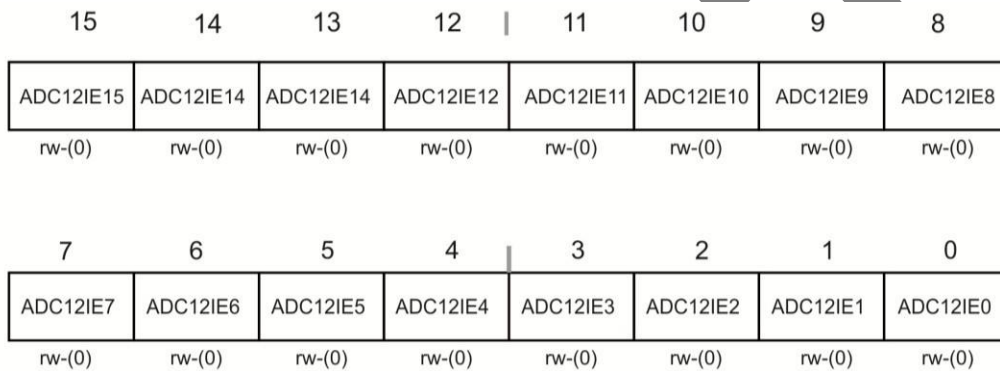 15 14 13 12 11 10 9 8
ADC12IE15 ADC12IE14 ADC12IE14 ADC12IE12 ADC12IE11 ADC12IE10 ADC12IE9 ADC12IE8
rw-(0) rw-(0) rw-(0) rw-(0) rw-(0) rw-(0) rw-(0) rw-(0)
7 6 5 4 3 2 1 0
ADC12IE7 ADC12IE6 ADC12IE5 ADC12IE4 ADC12IE3 ADC12IE2 ADC12IE1 ADC12IE0
rw-(0) rw-(0) rw-(0) rw-(0) rw-(0) rw-(0) rw-(0) rw-(0)